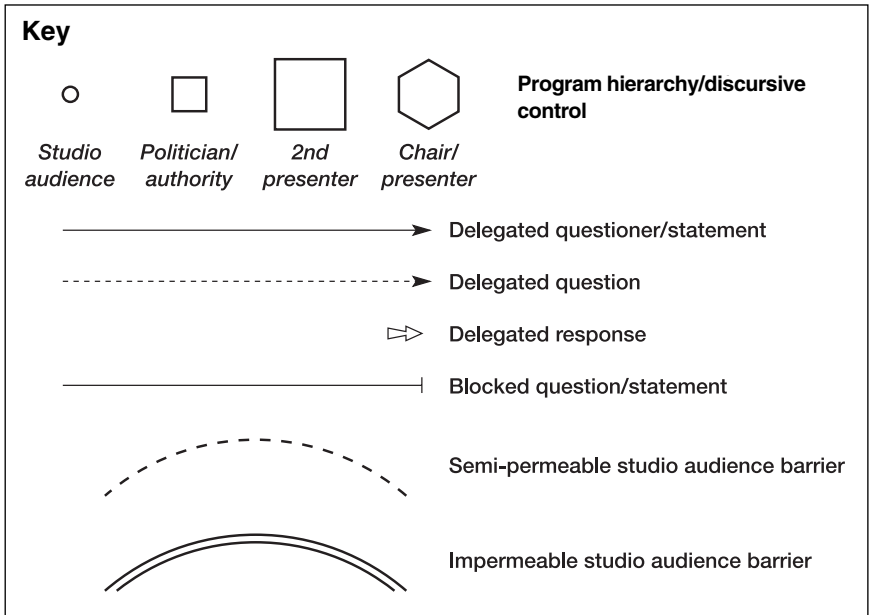 Key
Program hierarchy/discursive
control
Studio
audience
Politician/
authority
2nd
presenter
Chair/
presenter
Delegated questioner/statement
Delegated question
Delegated response
Blocked question/statement
Semi-permeable studio audience barrier
Impermeable studio audience barrier